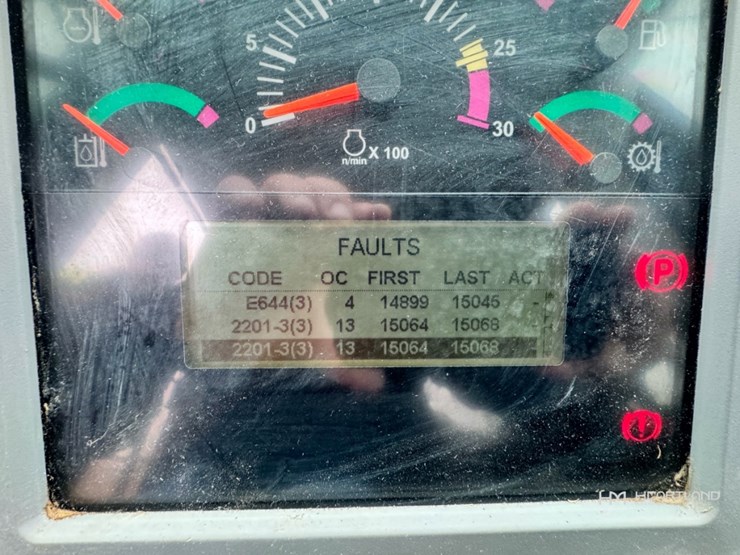 5
25
0
30
n/min X 100
FAULTS
CODE OC FIRST LAST ACT
E644(3) 4 14899 15045 -
2201-3(3) 13 15064 15068
2201-3(3) 13 15064 15068
P
HEARTLAND